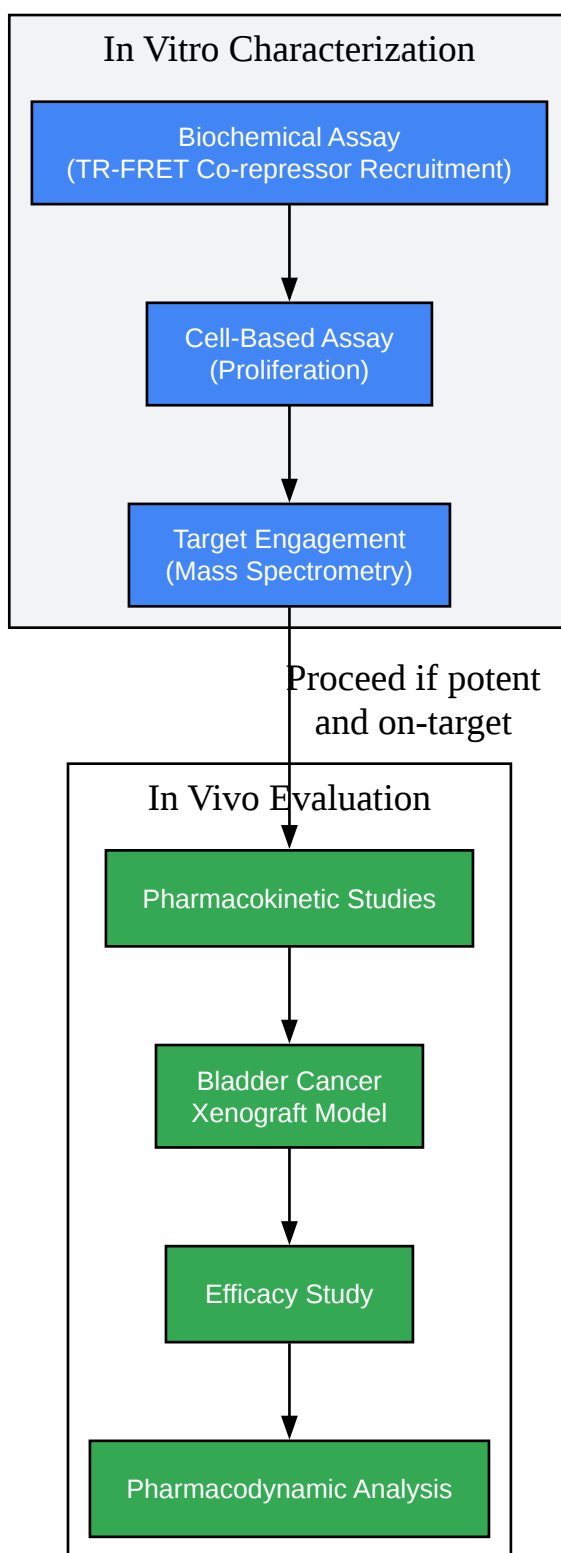 In Vitro Characterization
Biochemical Assay
(TR-FRET Co-repressor Recruitment)
Cell-Based Assay
(Proliferation)
Target Engagement
(Mass Spectrometry)
Proceed if potent
and on-target
In Vivo Evaluation
Pharmacokinetic Studies
Bladder Cancer
Xenograft Model
Efficacy Study
Pharmacodynamic Analysis